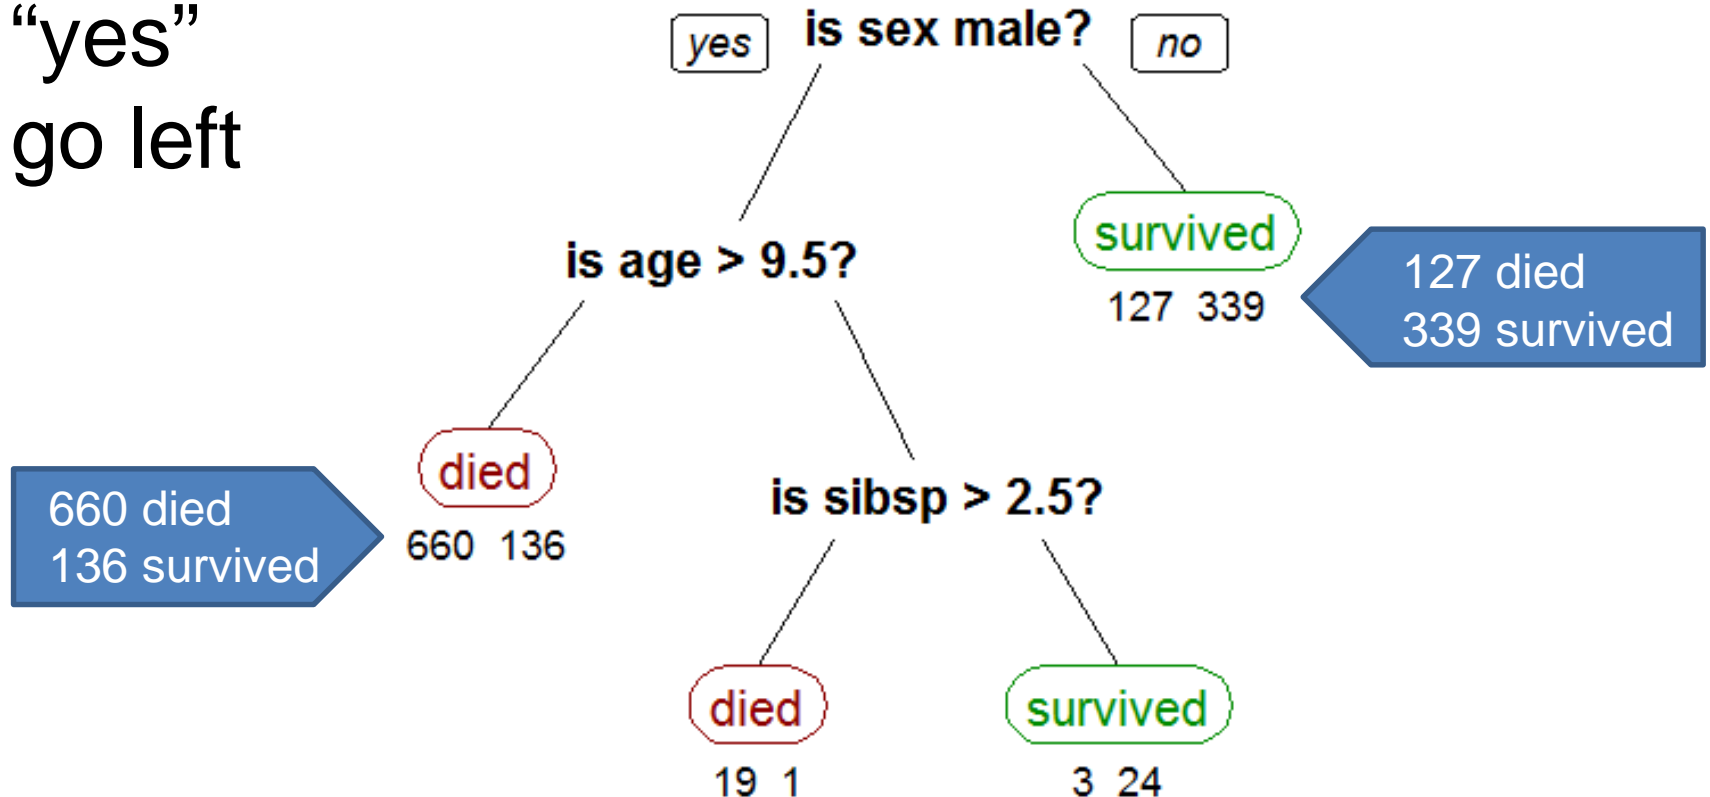 “yes”
go left
yes
is sex male?
no
survived
127 339
127 died
339 survived
is age > 9.5?
died
660 136
660 died
136 survived
is sibsp > 2.5?
died
19 1
survived
3 24